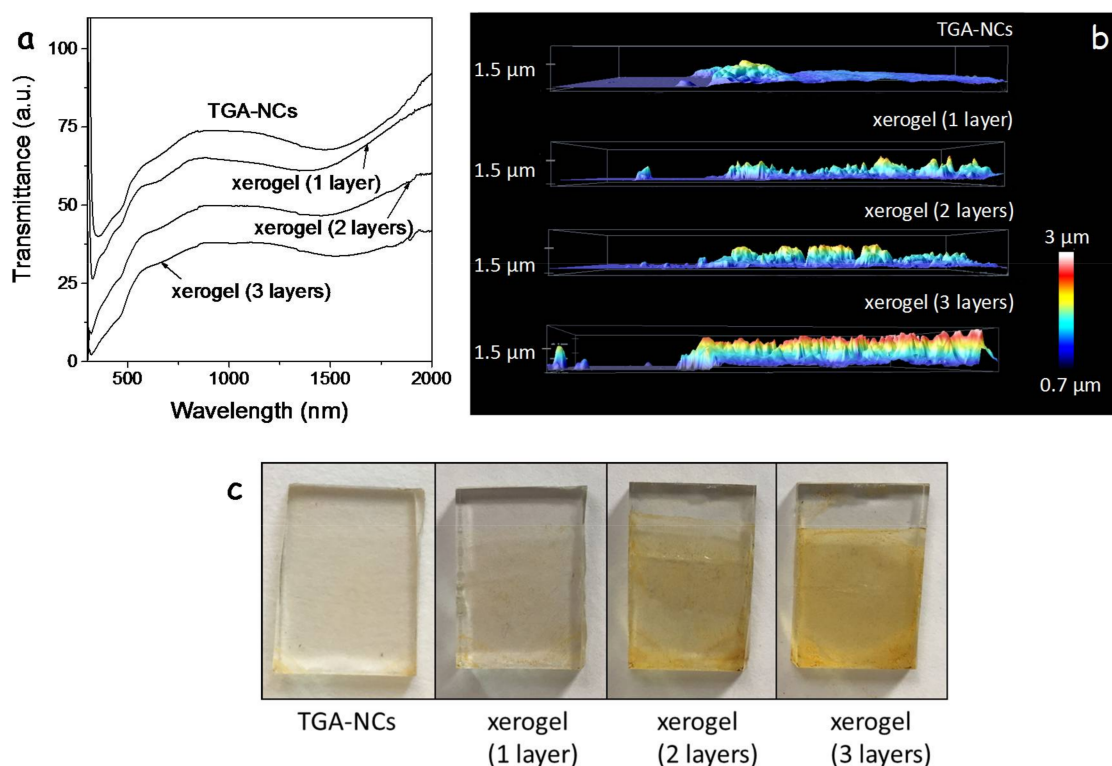 a
100
75
50
25
0
Transmittance (a.u.)
TGA-NCs
xerogel (1 layer)
xerogel (2 layers)
xerogel (3 layers)
500
1000
1500
2000
Wavelength (nm)
b
TGA-NCs
1.5 µm
xerogel (1 layer)
1.5 µm
xerogel (2 layers)
1.5 µm
xerogel (3 layers)
1.5 µm
3 µm
0.7 µm
c
TGA-NCs
xerogel
(1 layer)
xerogel
(2 layers)
xerogel
(3 layers)